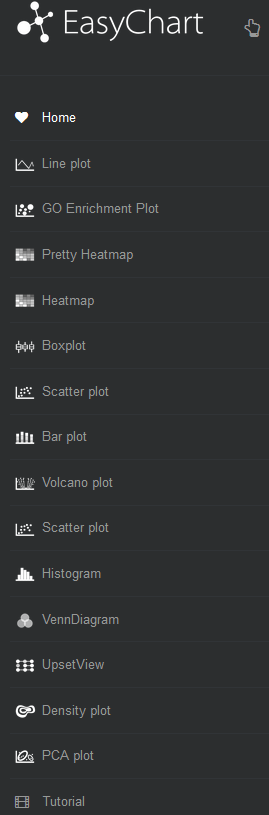 EasyChart
Home
Line plot
GO Enrichment Plot
Pretty Heatmap
Heatmap
Boxplot
Scatter plot
Bar plot
Volcano plot
Scatter plot
Histogram
VennDiagram
UpsetView
Density plot
PCA plot
Tutorial